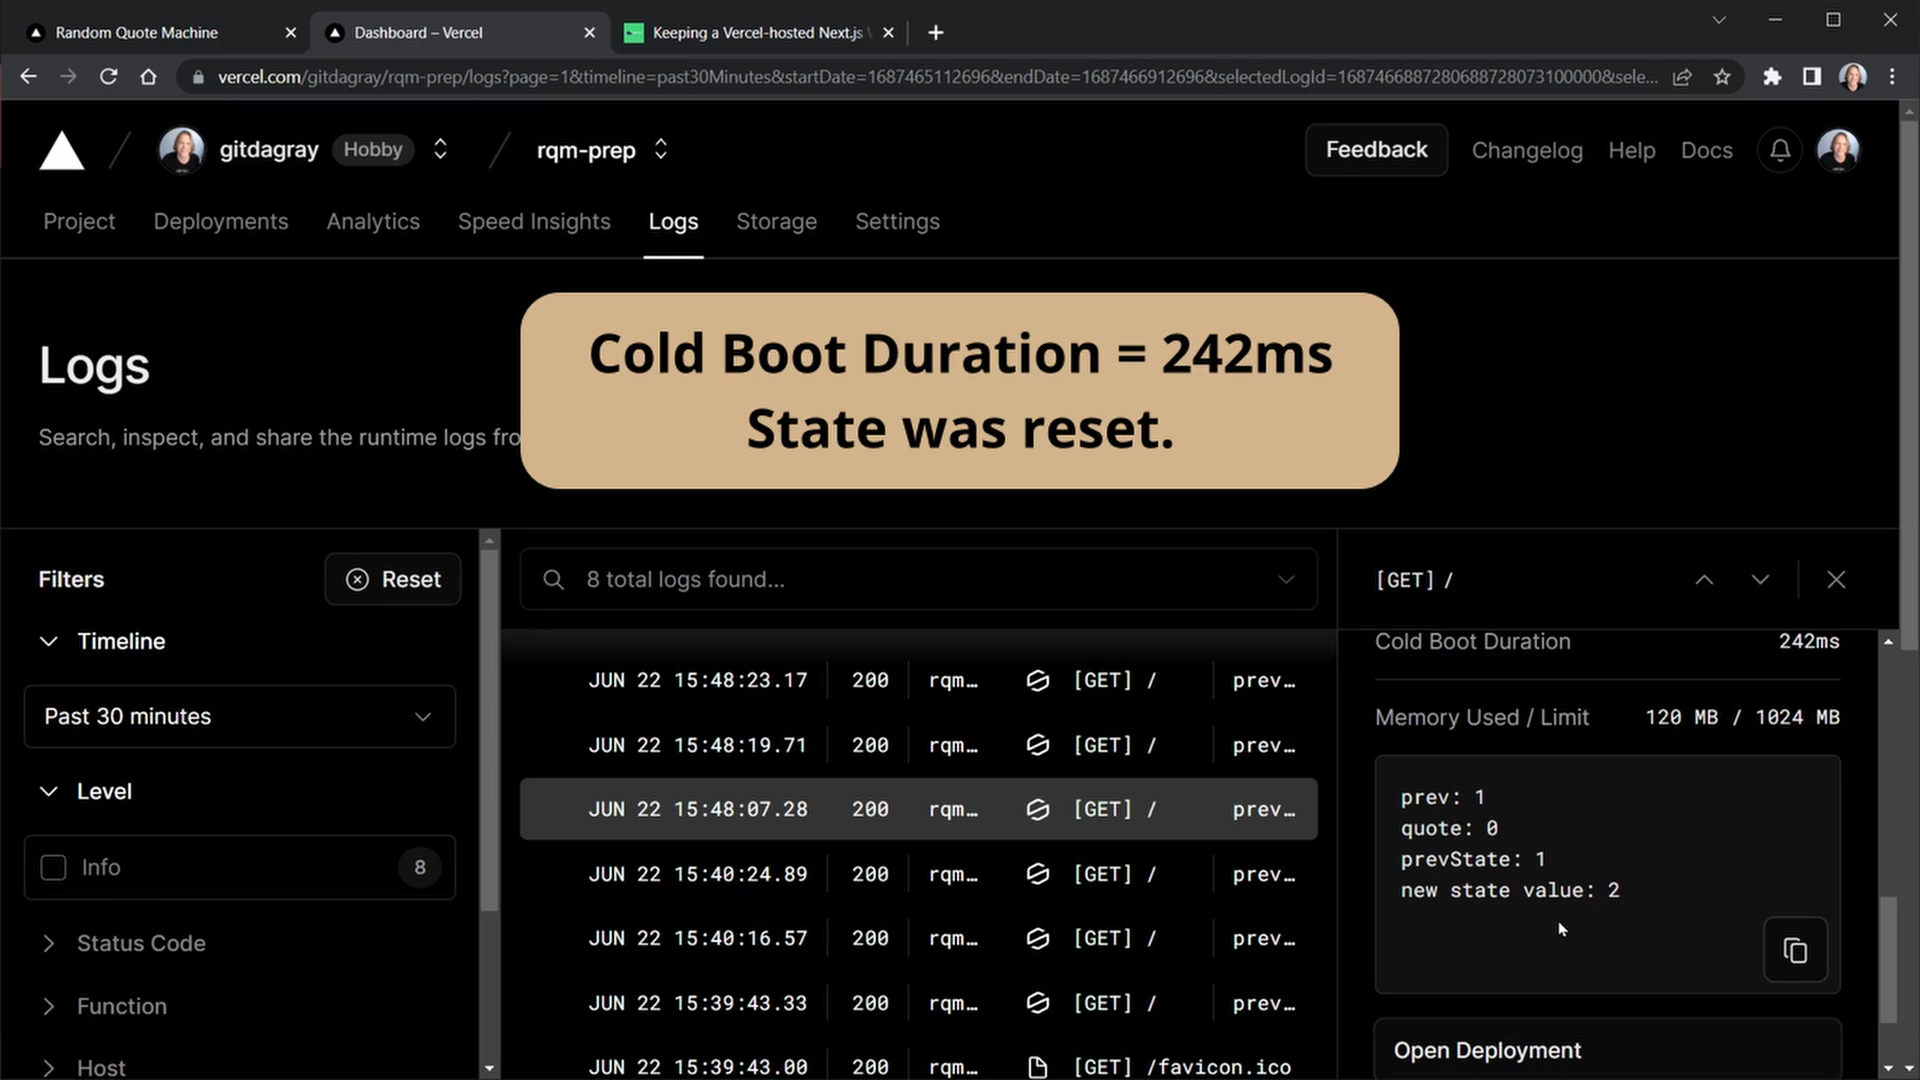 Random Quote Machine
Dashboard – Vercel
Keeping a Vercel-hosted Next.js
vercel.com/gitdagray/rqm-prep/logs?page=1&timeline=past30Minutes&startDate=1687465112696&endDate=1687466912696&selectedLogId=16874668872806887280731​00000&sele...
gitdagray Hobby rqm-prep
Feedback Changelog Help Docs
Project Deployments Analytics Speed Insights Logs Storage Settings
Cold Boot Duration = 242ms
State was reset.
Logs
Search, inspect, and share the runtime logs fro
Filters
Reset
8 total logs found...
[GET] /
Timeline
Past 30 minutes
Level
Info 8
Status Code
Function
Host
JUN 22 15:48:23.17 200 rqm… [GET] / prev…
JUN 22 15:48:19.71 200 rqm… [GET] / prev…
JUN 22 15:48:07.28 200 rqm… [GET] / prev…
JUN 22 15:40:24.89 200 rqm… [GET] / prev…
JUN 22 15:40:16.57 200 rqm… [GET] / prev…
JUN 22 15:39:43.33 200 rqm… [GET] / prev…
JUN 22 15:39:43.00 200 rqm… [GET] /favicon.ico
Cold Boot Duration 242ms
Memory Used / Limit 120 MB / 1024 MB
prev: 1
quote: 0
prevState: 1
new state value: 2
Open Deployment